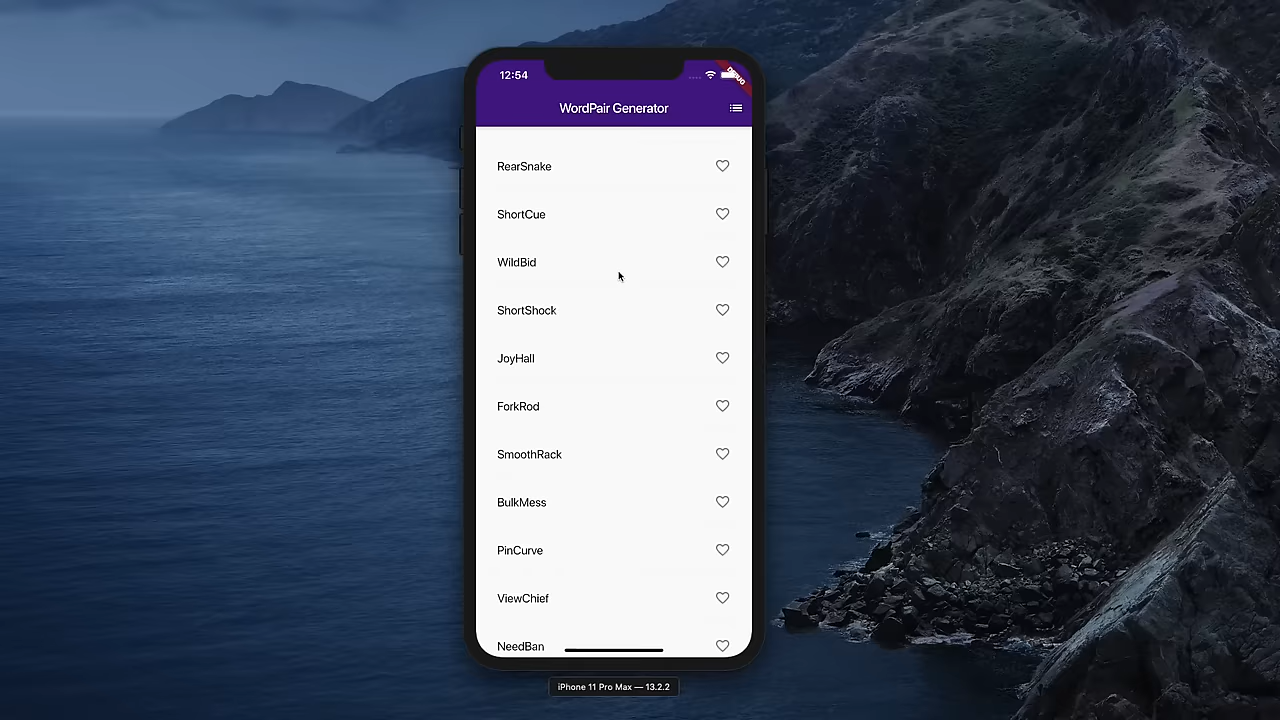 12:54
DEBUG
WordPair Generator
RearSnake
ShortCue
WildBid
ShortShock
JoyHall
ForkRod
SmoothRack
BulkMess
PinCurve
ViewChief
NeedBan
iPhone 11 Pro Max — 13.2.2